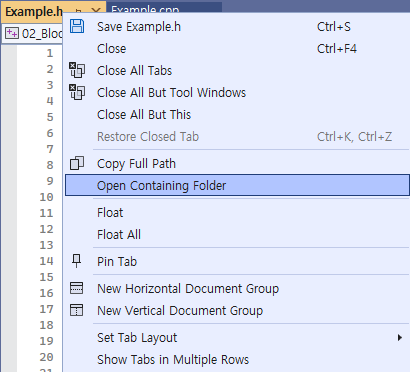 Example.h
Example.cpp
02_Bloc
Save Example.h Ctrl+S
Close Ctrl+F4
Close All Tabs
Close All But Tool Windows
Close All But This
Restore Closed Tab Ctrl+K, Ctrl+Z
Copy Full Path
Open Containing Folder
Float
Float All
Pin Tab
New Horizontal Document Group
New Vertical Document Group
Set Tab Layout
Show Tabs in Multiple Rows
1
2
3
4
5
6
7
8
9
10
11
12
13
14
15
16
17
18
19
20